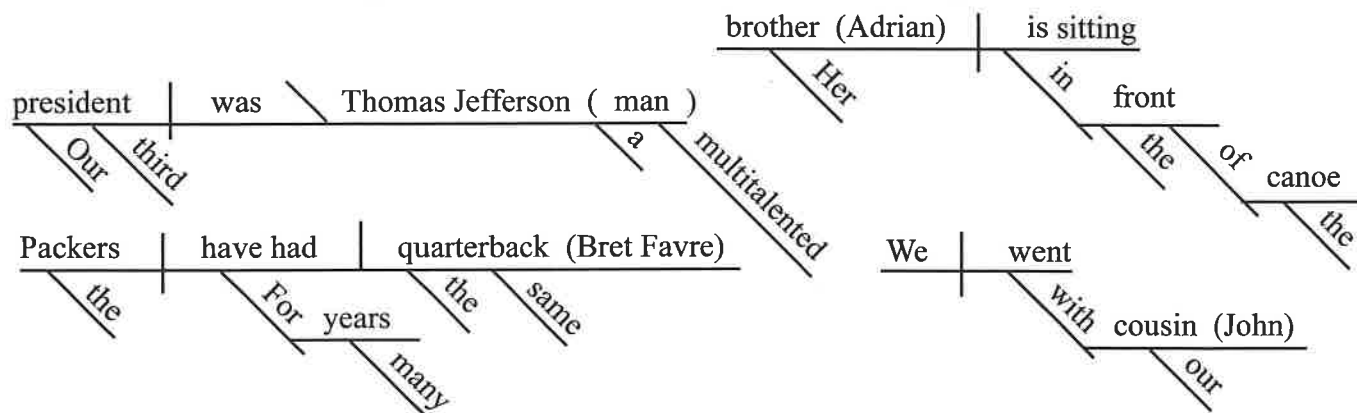 brother (Adrian) is sitting
Her
in
front
the
of
canoe
the
president was Thomas Jefferson ( man )
Our
third
a
multitalented
Packers have had quarterback (Bret Favre)
the
For
years
many
the
same
We went
with
cousin (John)
our